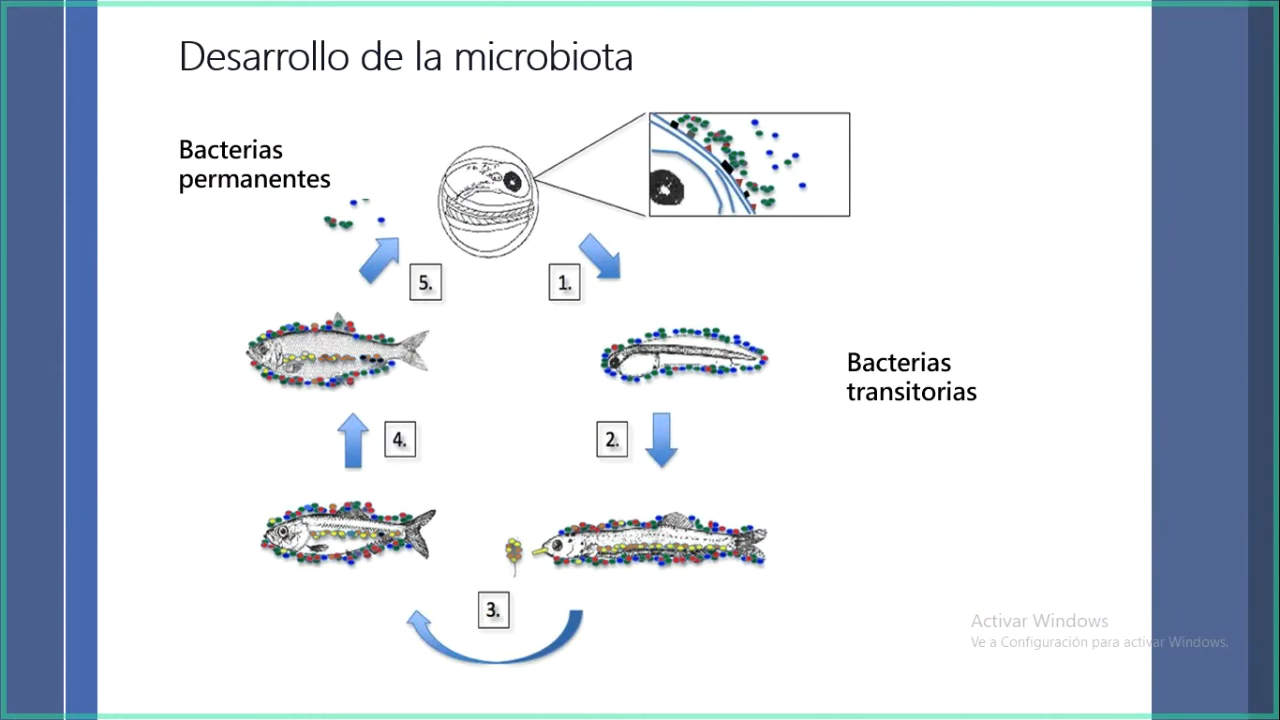 Desarrollo de la microbiota
Bacterias
permanentes
5.
1.
Bacterias
transitorias
4.
2.
3.
Activar Windows
Ve a Configuración para activar Windows.